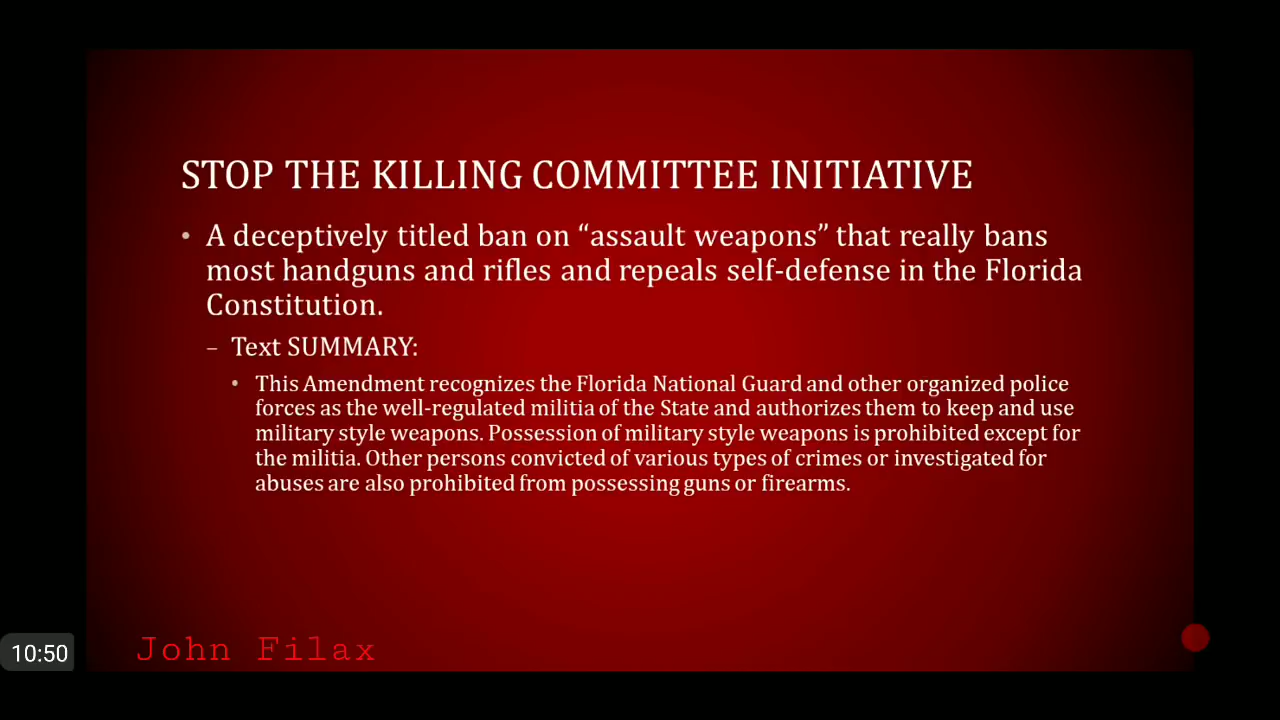 STOP THE KILLING COMMITTEE INITIATIVE
• A deceptively titled ban on “assault weapons” that really bans
most handguns and rifles and repeals self-defense in the Florida
Constitution.
– Text SUMMARY:
• This Amendment recognizes the Florida National Guard and other organized police
forces as the well-regulated militia of the State and authorizes them to keep and use
military style weapons. Possession of military style weapons is prohibited except for
the militia. Other persons convicted of various types of crimes or investigated for
abuses are also prohibited from possessing guns or firearms.
John Filax
10:50